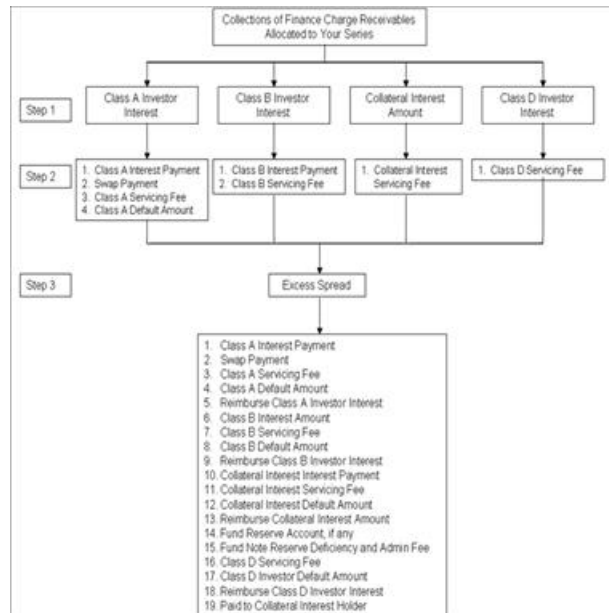 Collections of Finance Charge Receivables
Allocated to Your Series
Step 1
Class A Investor
Interest
Class B Investor
Interest
Collateral Interest
Amount
Class D Investor
Interest
Step 2
1. Class A Interest Payment
2. Swap Payment
3. Class A Servicing Fee
4. Class A Default Amount
1. Class B Interest Payment
2. Class B Servicing Fee
1. Collateral Interest
Servicing Fee
1. Class D Servicing Fee
Step 3
Excess Spread
1. Class A Interest Payment
2. Swap Payment
3. Class A Servicing Fee
4. Class A Default Amount
5. Reimburse Class A Investor Interest
6. Class B Interest Amount
7. Class B Servicing Fee
8. Class B Default Amount
9. Reimburse Class B Investor Interest
10. Collateral Interest Interest Payment
11. Collateral Interest Servicing Fee
12. Collateral Interest Default Amount
13. Reimburse Collateral Interest Amount
14. Fund Reserve Account, if any
15. Fund Note Reserve Deficiency and Admin Fee
16. Class D Servicing Fee
17. Class D Investor Default Amount
18. Reimburse Class D Investor Interest
19. Paid to Collateral Interest Holder